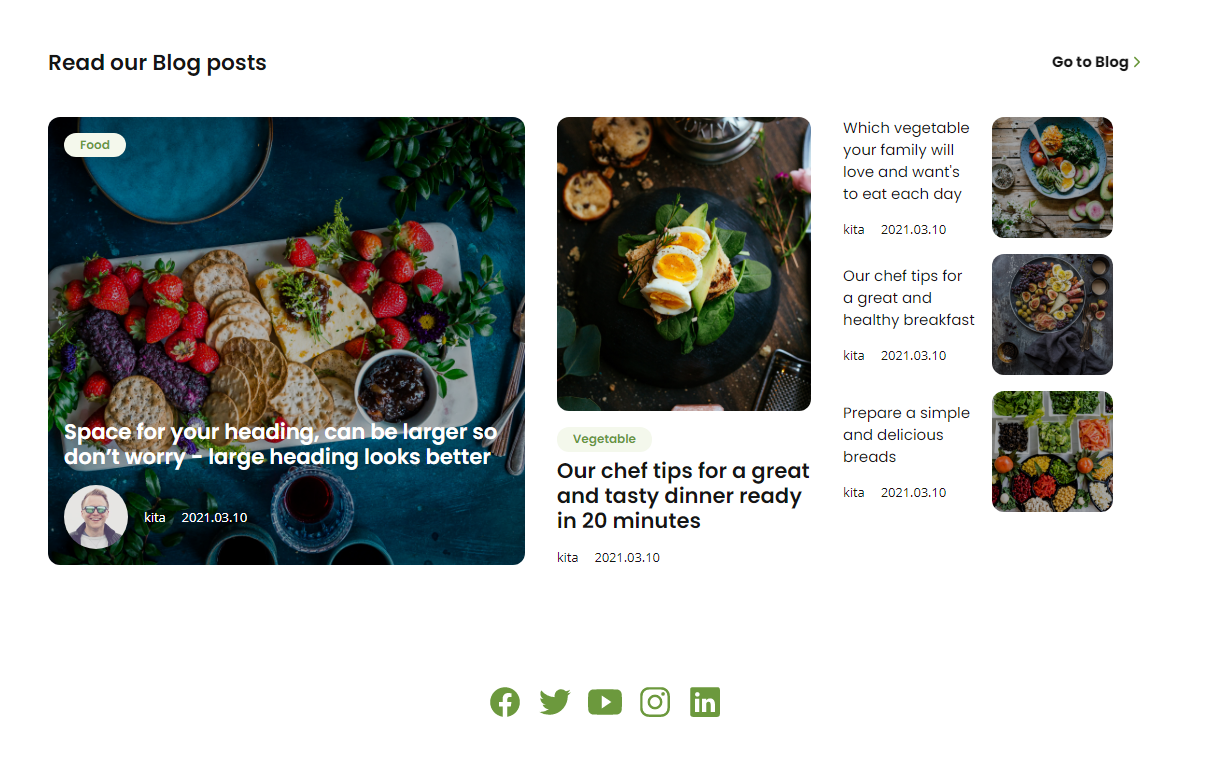 Read our Blog posts
Go to Blog
Food
Space for your heading, can be larger so
don’t worry – large heading looks better
kita 2021.03.10
Vegetable
Our chef tips for a great
and tasty dinner ready
in 20 minutes
kita 2021.03.10
Which vegetable
your family will
love and want's
to eat each day
kita 2021.03.10
Our chef tips for
a great and
healthy breakfast
kita 2021.03.10
Prepare a simple
and delicious
breads
kita 2021.03.10
in